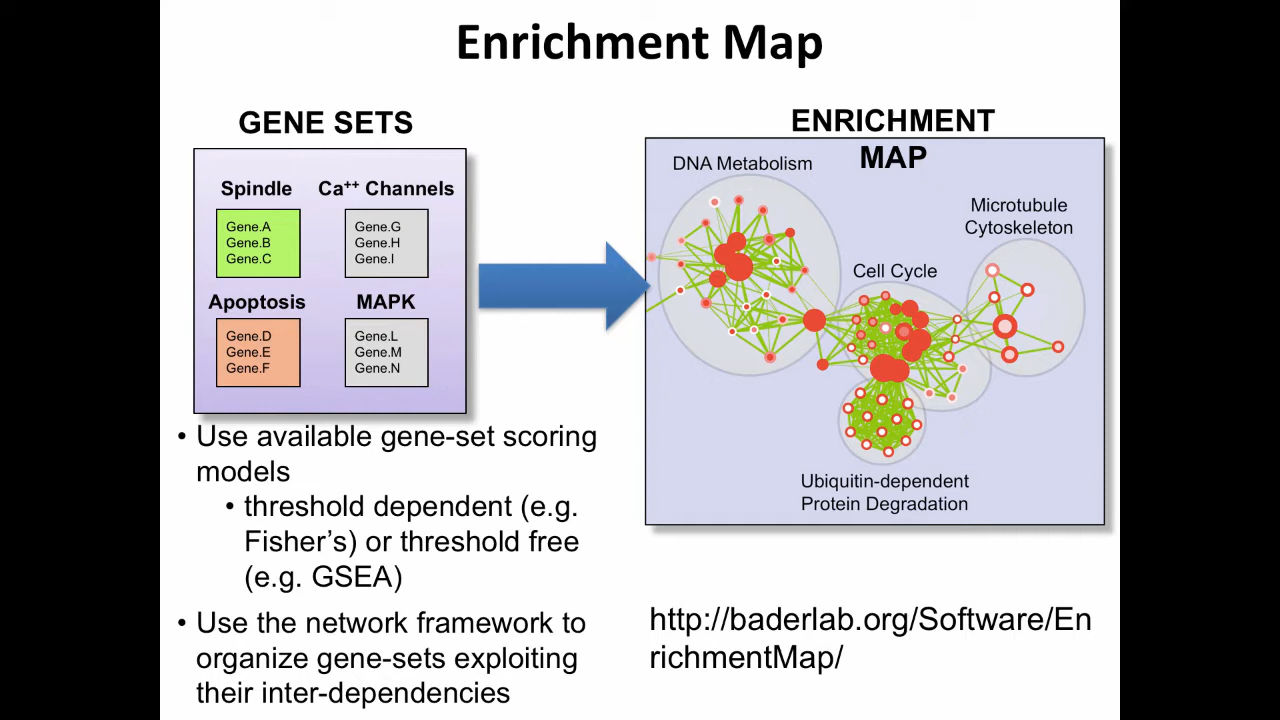 Enrichment Map
GENE SETS
Spindle
Gene.A
Gene.B
Gene.C
Ca⁺⁺ Channels
Gene.G
Gene.H
Gene.I
Apoptosis
Gene.D
Gene.E
Gene.F
MAPK
Gene.L
Gene.M
Gene.N
• Use available gene-set scoring
models
• threshold dependent (e.g.
Fisher’s) or threshold free
(e.g. GSEA)
• Use the network framework to
organize gene-sets exploiting
their inter-dependencies
ENRICHMENT
MAP
DNA Metabolism
Microtubule
Cytoskeleton
Cell Cycle
Ubiquitin-dependent
Protein Degradation
http://baderlab.org/Software/En
richmentMap/